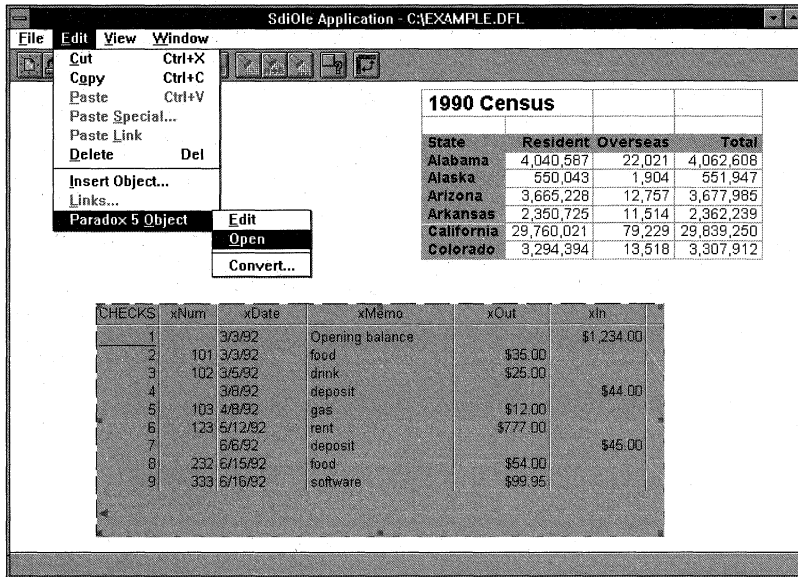 SdiOle Application - C:\EXAMPLE.DFL
File Edit View Window
Cut Ctrl+X
Copy Ctrl+C
Paste Ctrl+V
Paste Special...
Paste Link
Delete Del
Insert Object...
Links...
Paradox 5 Object
Edit
Open
Convert...
1990 Census
State Resident Overseas Total
Alabama 4,040,587 22,021 4,062,608
Alaska 550,043 1,904 551,947
Arizona 3,665,228 12,757 3,677,985
Arkansas 2,350,725 11,514 2,362,239
California 29,760,021 79,229 29,839,250
Colorado 3,294,394 13,518 3,307,912
CHECKS xNum xDate xMemo xOut xIn
1 3/3/92 Opening balance $1,234.00
2 101 3/3/92 food $35.00
3 102 3/5/92 drink $25.00
4 3/8/92 deposit $44.00
5 103 4/8/92 gas $12.00
6 123 5/12/92 rent $777.00
7 6/6/92 deposit $45.00
8 232 6/15/92 food $54.00
9 333 6/16/92 software $99.95